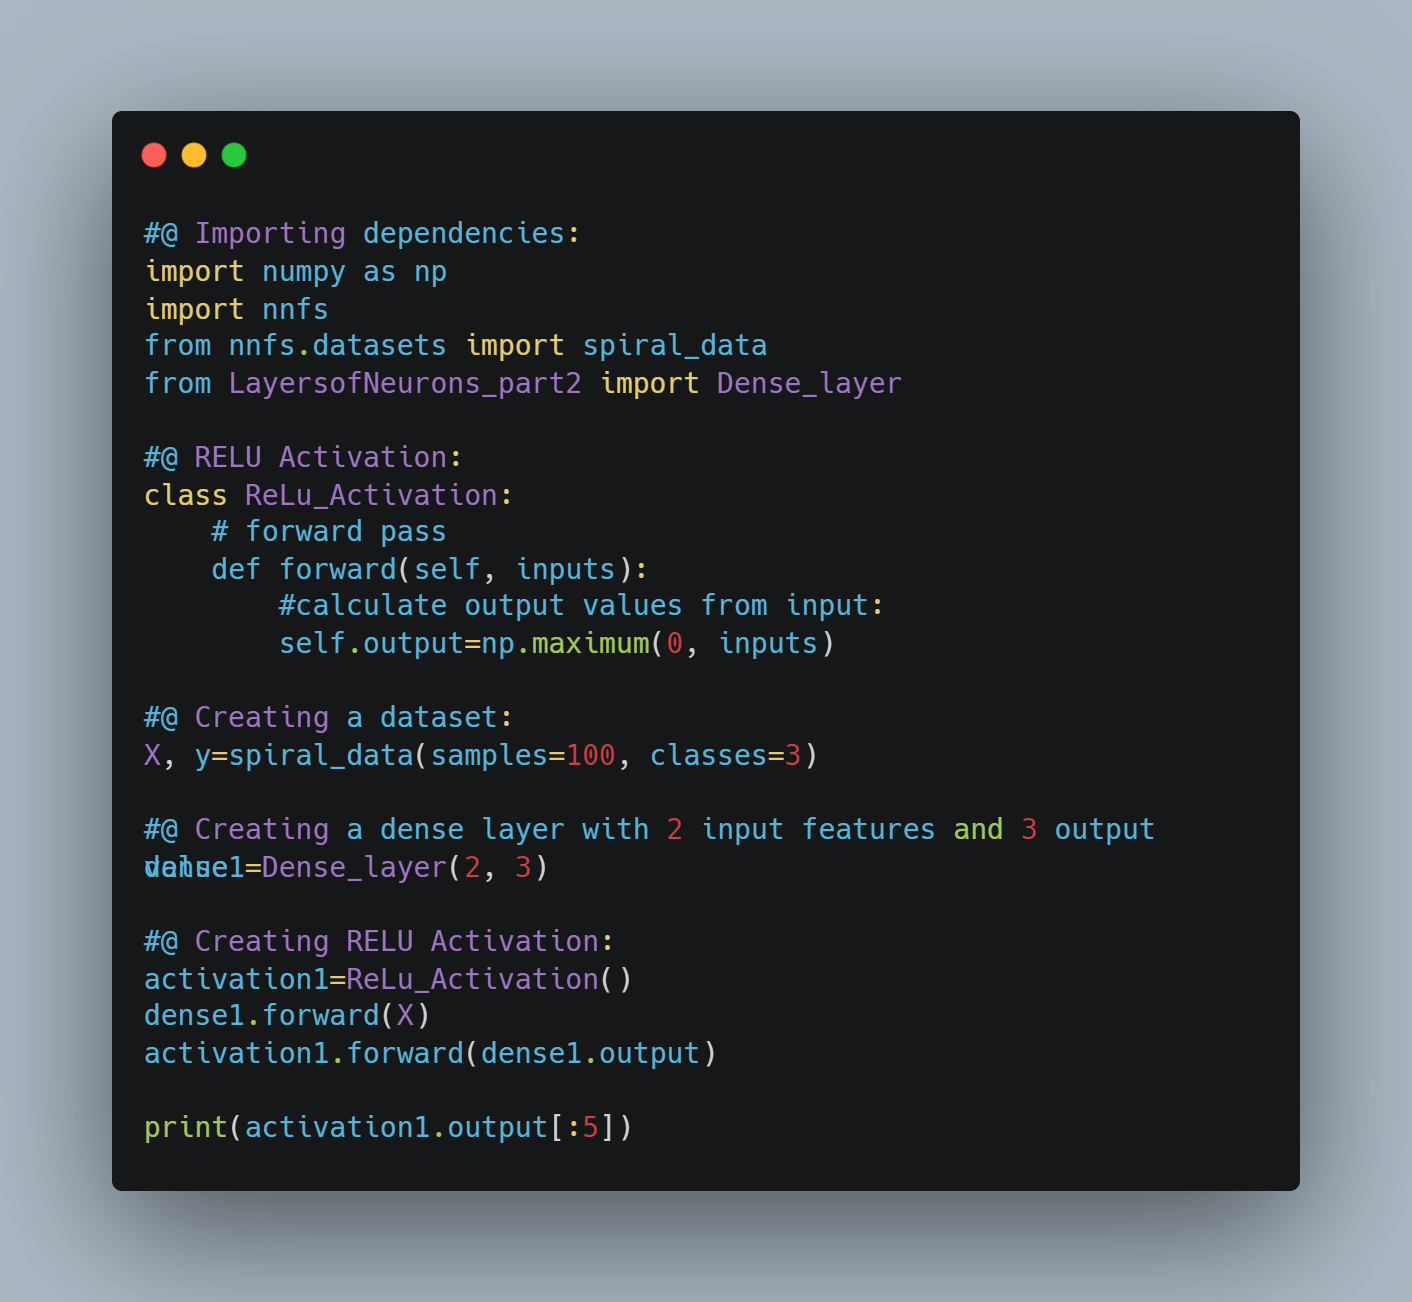 #@ Importing dependencies:
import numpy as np
import nnfs
from nnfs.datasets import spiral_data
from LayersofNeurons_part2 import Dense_layer
#@ RELU Activation:
class ReLu_Activation:
    # forward pass
    def forward(self, inputs):
        #calculate output values from input:
        self.output=np.maximum(0, inputs)
#@ Creating a dataset:
X, y=spiral_data(samples=100, classes=3)
#@ Creating a dense layer with 2 input features and 3 output
dense1=Dense_layer(2, 3)
#@ Creating RELU Activation:
activation1=ReLu_Activation()
dense1.forward(X)
activation1.forward(dense1.output)
print(activation1.output[:5])